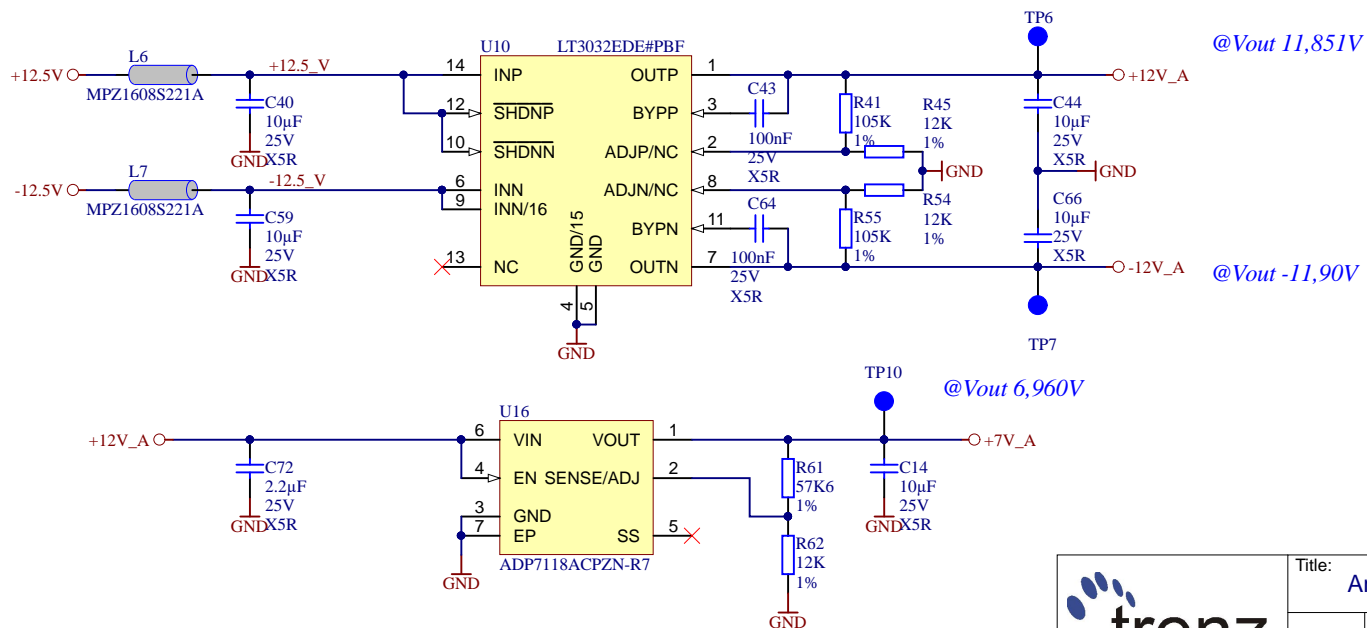 TP6
@Vout 11,851V
U10
LT3032EDE#PBF
+12.5V
L6
MPZ1608S221A
+12.5_V
C40
10µF
25V
X5R
GND
14
INP
12
SHDNP
10
SHDNN
6
INN
9
INN/16
13
NC
GND/15
GND
4
5
GND
OUTP
1
BYPP
3
ADJP/NC
2
ADJN/NC
8
BYPN
11
OUTN
7
C43
100nF
25V
X5R
R41
105K
1%
R45
12K
1%
GND
R54
12K
1%
R55
105K
1%
C64
100nF
25V
X5R
C44
10µF
25V
X5R
+12V_A
GND
C66
10µF
25V
X5R
-12V_A
@Vout -11,90V
TP7
-12.5V
L7
MPZ1608S221A
-12.5_V
C59
10µF
25V
X5R
GND
TP10
@Vout 6,960V
U16
+12V_A
C72
2.2µF
25V
X5R
GND
6
VIN
4
EN
3
GND
7
EP
VOUT
1
SENSE/ADJ
2
SS
5
ADP7118ACPZN-R7
GND
R61
57K6
1%
R62
12K
1%
GND
C14
10µF
25V
X5R
GND
+7V_A
Title:
trenz